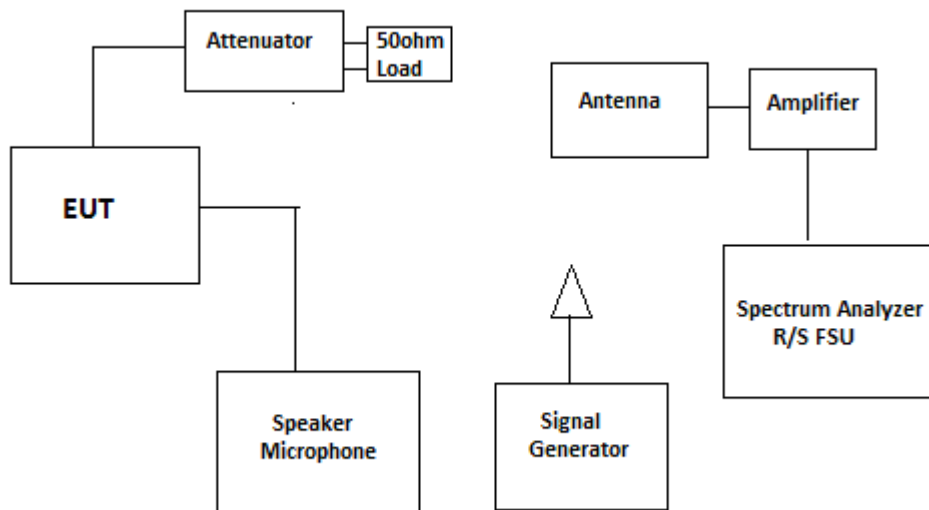 Attenuator
50ohm
Load
Antenna
Amplifier
EUT
Spectrum Analyzer
R/S FSU
Speaker
Microphone
Signal
Generator